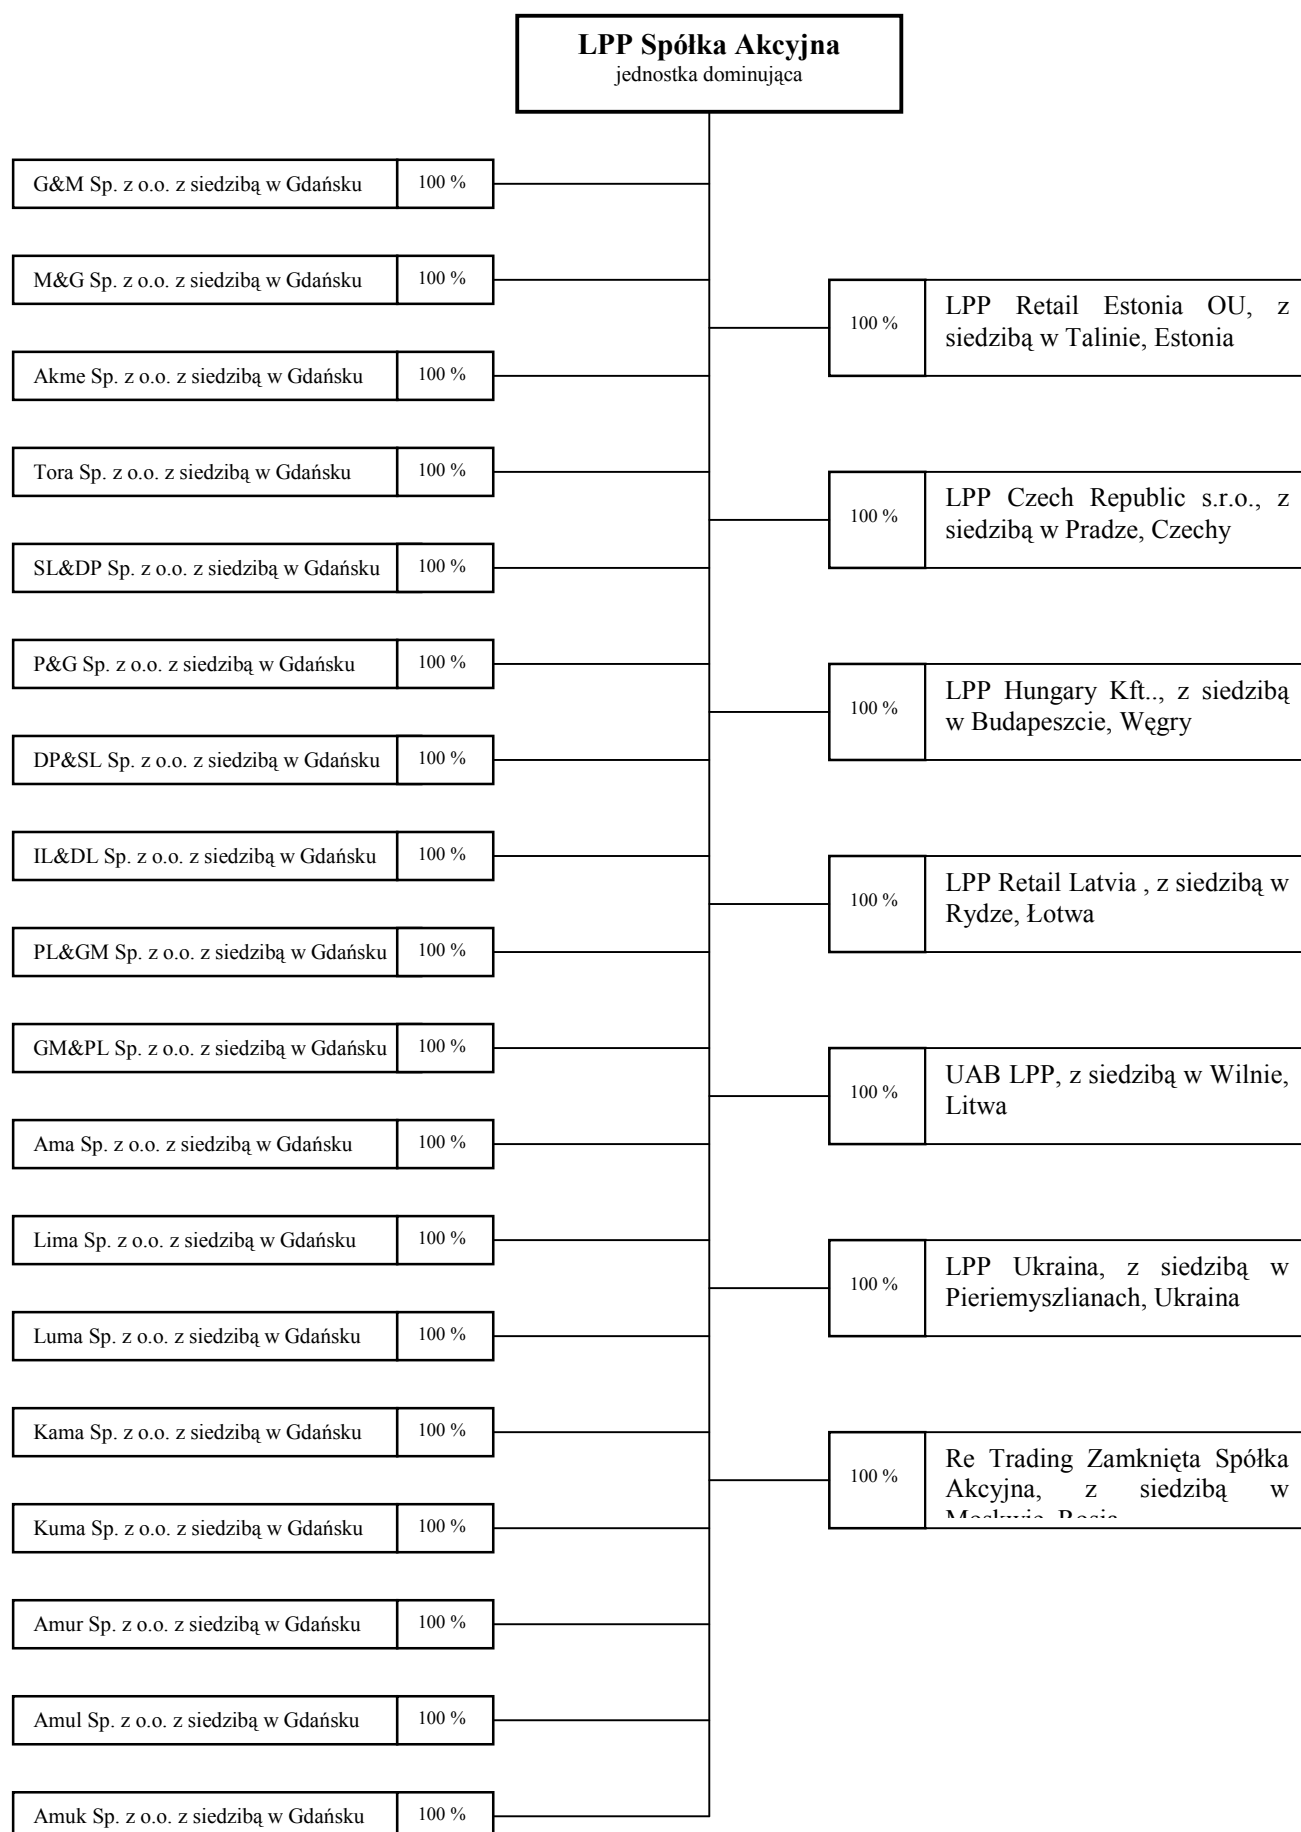 LPP Spółka Akcyjna
jednostka dominująca
G&M Sp. z o.o. z siedzibą w Gdańsku 100 %
M&G Sp. z o.o. z siedzibą w Gdańsku 100 %
Akme Sp. z o.o. z siedzibą w Gdańsku 100 %
Tora Sp. z o.o. z siedzibą w Gdańsku 100 %
SL&DP Sp. z o.o. z siedzibą w Gdańsku 100 %
P&G Sp. z o.o. z siedzibą w Gdańsku 100 %
DP&SL Sp. z o.o. z siedzibą w Gdańsku 100 %
IL&DL Sp. z o.o. z siedzibą w Gdańsku 100 %
PL&GM Sp. z o.o. z siedzibą w Gdańsku 100 %
GM&PL Sp. z o.o. z siedzibą w Gdańsku 100 %
Ama Sp. z o.o. z siedzibą w Gdańsku 100 %
Lima Sp. z o.o. z siedzibą w Gdańsku 100 %
Luma Sp. z o.o. z siedzibą w Gdańsku 100 %
Kama Sp. z o.o. z siedzibą w Gdańsku 100 %
Kuma Sp. z o.o. z siedzibą w Gdańsku 100 %
Amur Sp. z o.o. z siedzibą w Gdańsku 100 %
Amul Sp. z o.o. z siedzibą w Gdańsku 100 %
Amuk Sp. z o.o. z siedzibą w Gdańsku 100 %
100 %
LPP Retail Estonia OU, z
siedzibą w Talinie, Estonia
100 %
LPP Czech Republic s.r.o., z
siedzibą w Pradze, Czechy
100 %
LPP Hungary Kft.., z siedzibą
w Budapeszcie, Węgry
100 %
LPP Retail Latvia , z siedzibą w
Rydze, Łotwa
100 %
UAB LPP, z siedzibą w Wilnie,
Litwa
100 %
LPP Ukraina, z siedzibą w
Pieriemyszlianach, Ukraina
100 %
Re Trading Zamknięta Spółka
Akcyjna, z siedzibą w
Moskwie, Rosja